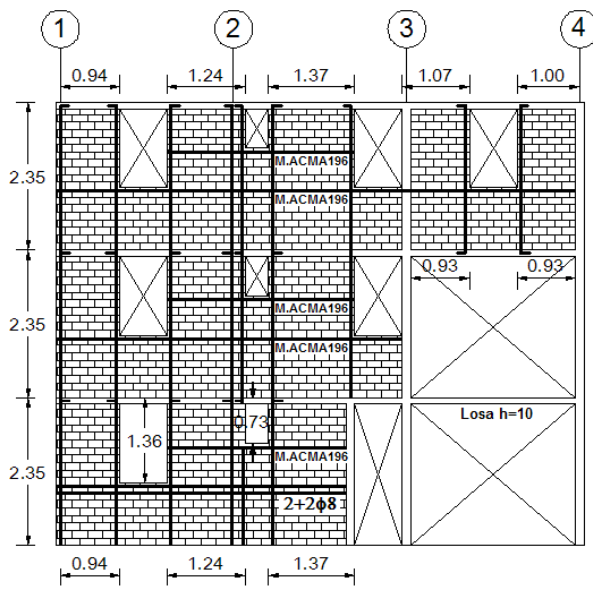 1 2 3 4
0.94 1.24 1.37 1.07 1.00
M.ACMA196
2.35
M.ACMA196
0.93 0.93
M.ACMA196
2.35
M.ACMA196
Losa h=10
0.73
1.36
M.ACMA196
2.35
2+2ϕ8
0.94 1.24 1.37